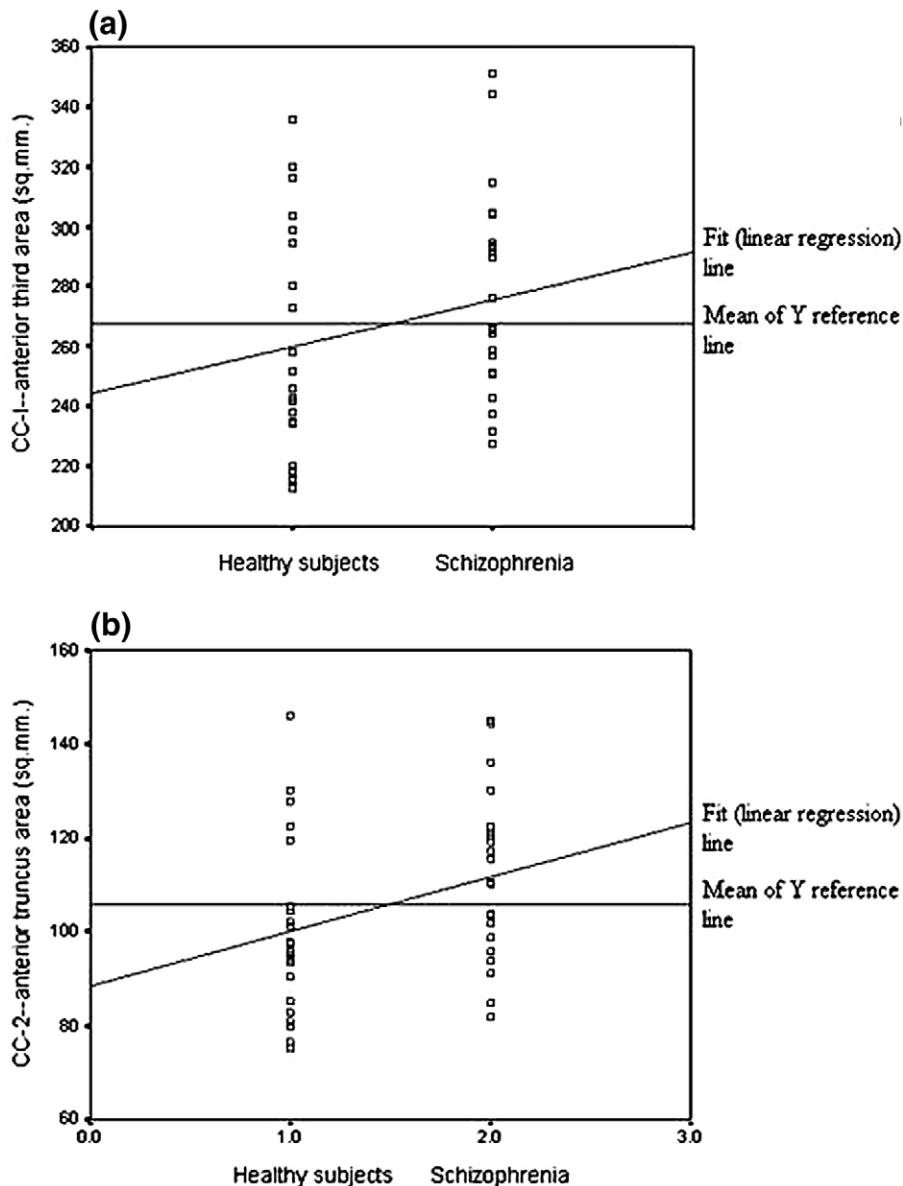 (a)
360
340
320
300
280
260
240
220
200
CC-I--anterior third area (sq.mm.)
Fit (linear regression)
line
Mean of Y reference
line
Healthy subjects Schizophrenia
(b)
160
140
120
100
80
60
CC-2--anterior truncus area (sq.mm.)
Fit (linear regression)
line
Mean of Y reference
line
0.0 1.0 2.0 3.0
Healthy subjects Schizophrenia